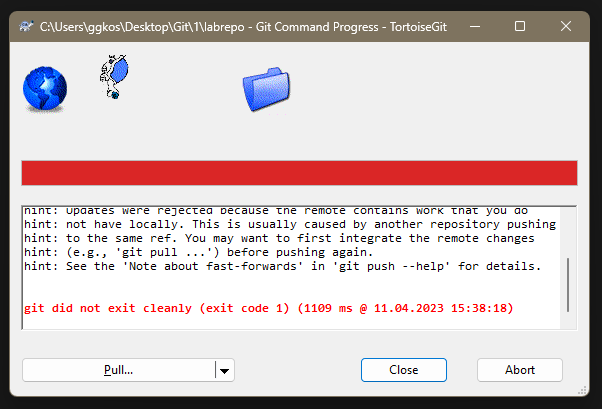 C:\Users\ggkos\Desktop\Git\1\labrepo - Git Command Progress - TortoiseGit
hint: Updates were rejected because the remote contains work that you do
hint: not have locally. This is usually caused by another repository pushing
hint: to the same ref. You may want to first integrate the remote changes
hint: (e.g., 'git pull ...') before pushing again.
hint: See the 'Note about fast-forwards' in 'git push --help' for details.
git did not exit cleanly (exit code 1) (1109 ms @ 11.04.2023 15:38:18)
Pull...
Close
Abort